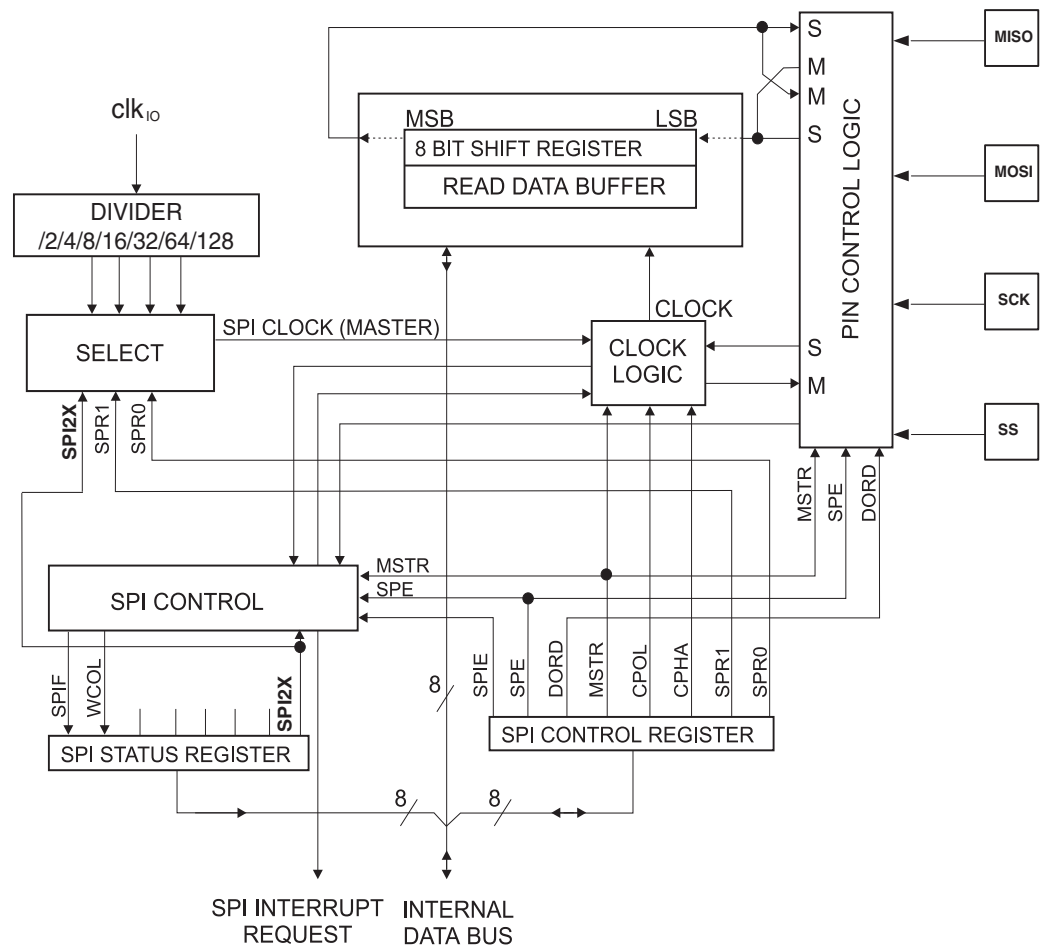 S
MISO
M
clk IO
M
MSB
LSB
S
8 BIT SHIFT REGISTER
READ DATA BUFFER
MOSI
DIVIDER
/2/4/8/16/32/64/128
PIN CONTROL LOGIC
SCK
CLOCK
SPI CLOCK (MASTER)
SELECT
CLOCK
LOGIC
S
M
SPI2X
SPR1
SPR0
SS
MSTR
SPE
DORD
MSTR
SPE
SPI CONTROL
SPIF
WCOL
SPI2X
SPIE
SPE
DORD
MSTR
CPOL
CPHA
SPR1
SPR0
8
SPI STATUS REGISTER
SPI CONTROL REGISTER
8
8
SPI INTERRUPT
REQUEST
INTERNAL
DATA BUS